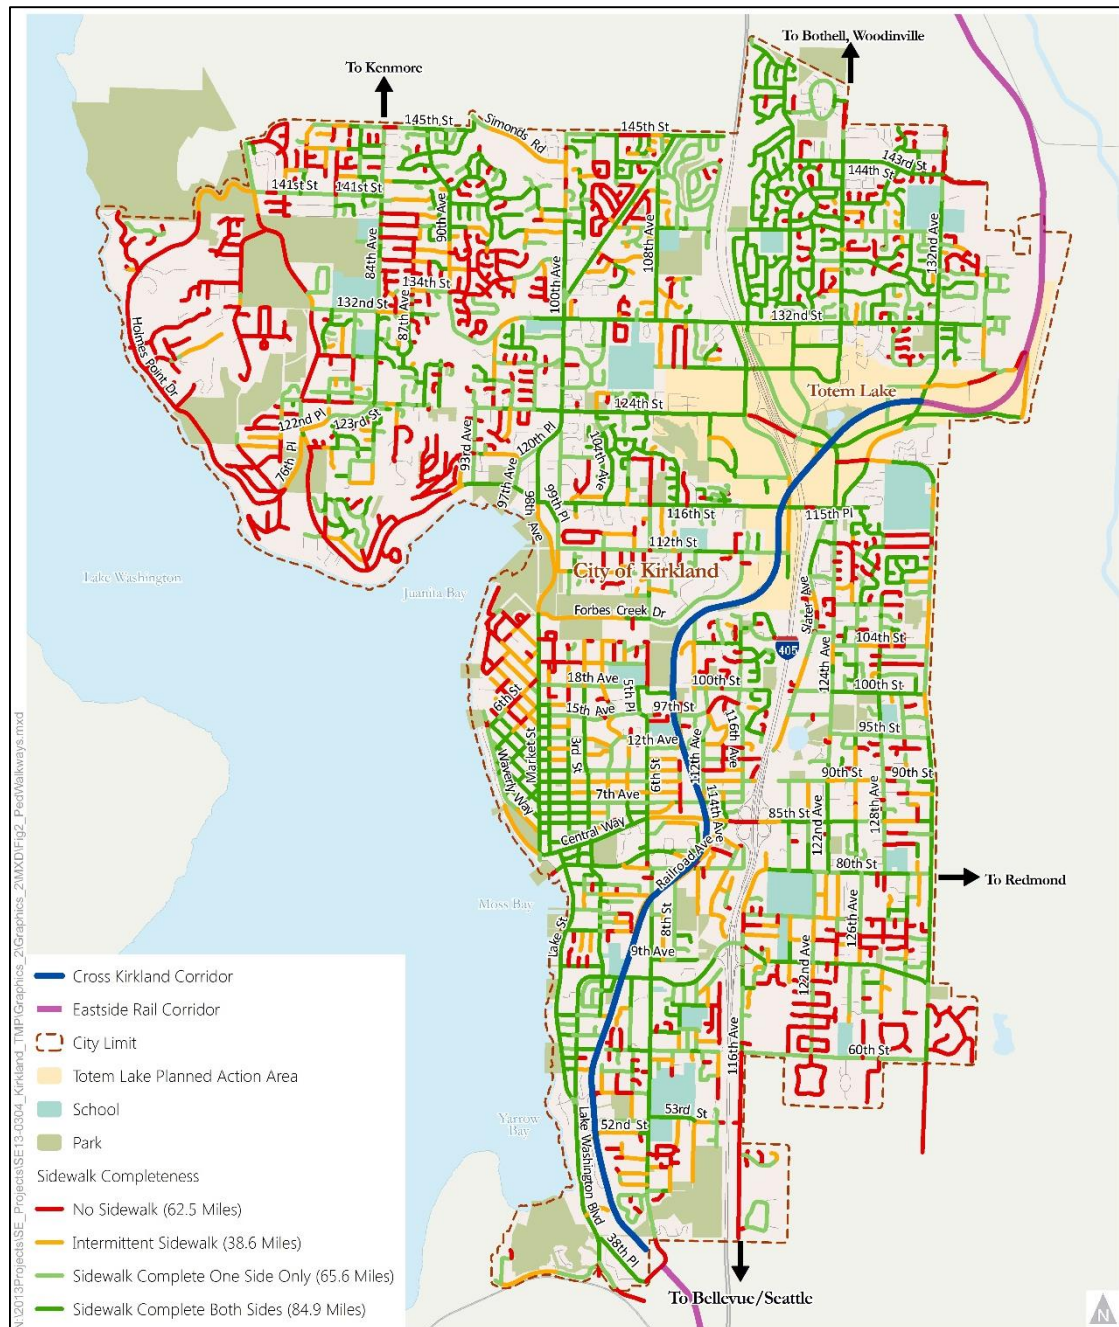 To Bothell, Woodinville
To Kenmore
145th St
Simonds Rd
145th St
143rd St
144th St
141st St
141st St
90th Ave
84th Ave
108th Ave
132nd Ave
100th Ave
134th St
132nd St
87th Ave
132nd St
Holmes Point Dr
Totem Lake
124th St
122nd Pl
123rd St
76th Pl
93rd Ave
120th Pl
104th Ave
97th Ave
99th Pl
98th Ave
116th St
115th Pl
112th St
City of Kirkland
Lake Washington
Juanita Bay
Forbes Creek Dr
Slater Ave
405
124th Ave
104th St
18th Ave
100th St
100th St
6th St
5th Pl
15th Ave
97th St
116th Ave
95th St
Market St
3rd St
12th Ave
112th Ave
Waverly Way
6th St
90th St
90th St
7th Ave
114th Ave
85th St
122nd Ave
128th Ave
Central Way
Railroad Ave
80th St
To Redmond
Moss Bay
Lake St
8th St
9th Ave
126th Ave
122nd Ave
116th Ave
60th St
53rd St
52nd St
Yarrow
Bay
Lake Washington Blvd
38th Pl
To Bellevue/Seattle
Cross Kirkland Corridor
Eastside Rail Corridor
City Limit
Totem Lake Planned Action Area
School
Park
Sidewalk Completeness
No Sidewalk (62.5 Miles)
Intermittent Sidewalk (38.6 Miles)
Sidewalk Complete One Side Only (65.6 Miles)
Sidewalk Complete Both Sides (84.9 Miles)
N:\2013Projects\SE_Projects\SE13-0304_Kirkland_TMP\Graphics_2\Graphics_2\MXD\Fig2_PedWalkways.mxd
N